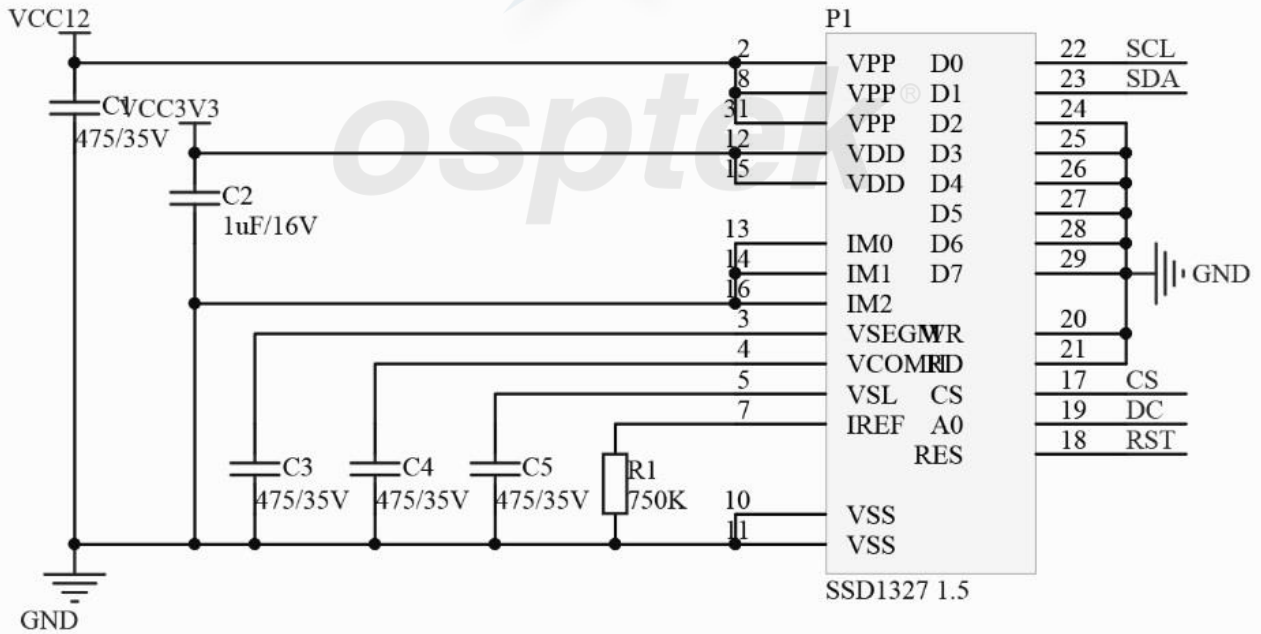 VCC12
P1
C1
475/35V
VCC3V3
C2
1uF/16V
osptek®
2 VPP D0 22 SCL
8 VPP D1 23 SDA
31 VPP D2 24
12 VDD D3 25
15 VDD D4 26
D5 27
13 IM0 D6 28
14 IM1 D7 29
GND
16 IM2
3 VSEGM WR 20
4 VCOMH RD 21
5 VSL CS 17 CS
7 IREF A0 19 DC
RES 18 RST
C3
475/35V
C4
475/35V
C5
475/35V
R1
750K
10 VSS
11 VSS
SSD1327 1.5
GND